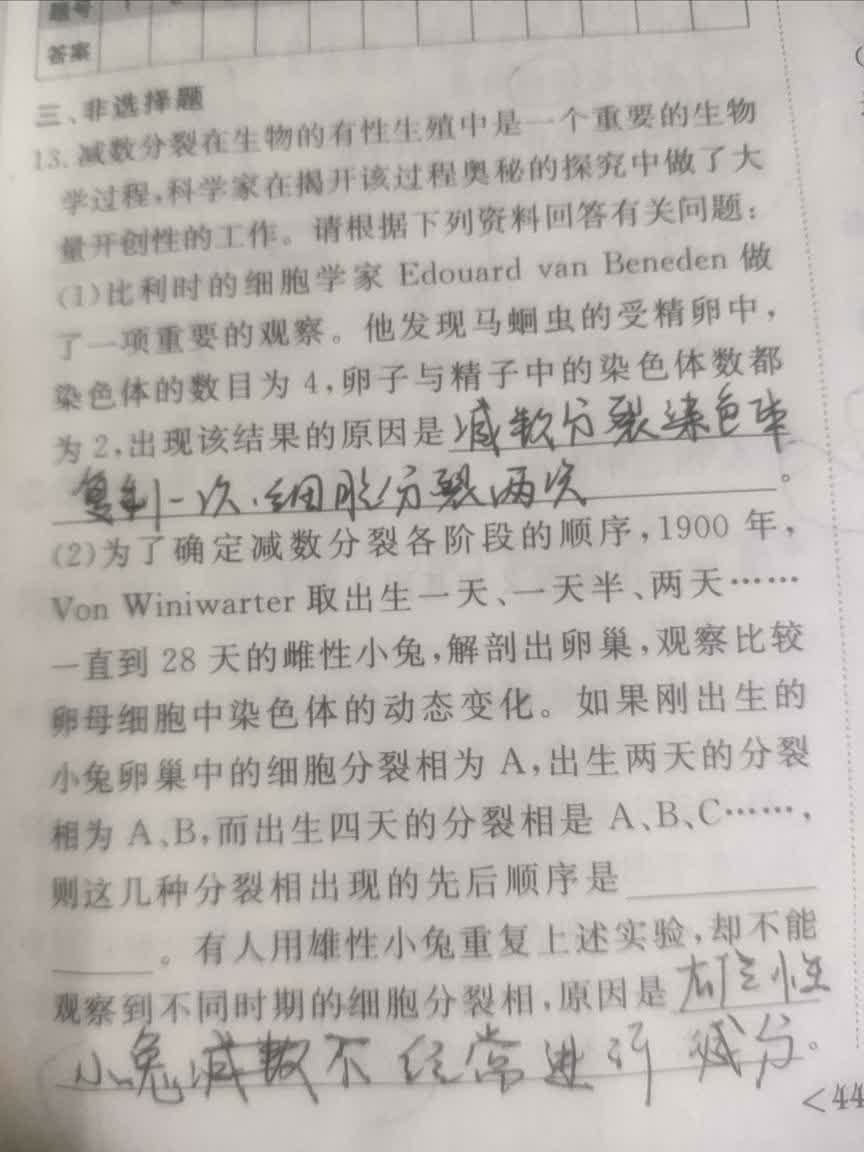 题号 1 2
答案
三、非选择题
13. 减数分裂在生物的有性生殖中是一个重要的生物
学过程,科学家在揭开该过程奥秘的探究中做了大
量开创性的工作。请根据下列资料回答有关问题:
(1)比利时的细胞学家 Edouard van Beneden 做
了一项重要的观察。他发现马蛔虫的受精卵中,
染色体的数目为 4,卵子与精子中的染色体数都
为 2,出现该结果的原因是减数分裂染色体
复制一次.细胞分裂两次。
(2)为了确定减数分裂各阶段的顺序,1900 年,
Von Winiwarter 取出生一天、一天半、两天……
一直到 28 天的雌性小兔,解剖出卵巢,观察比较
卵母细胞中染色体的动态变化。如果刚出生的
小兔卵巢中的细胞分裂相为 A,出生两天的分裂
相为 A、B,而出生四天的分裂相是 A、B、C……,
则这几种分裂相出现的先后顺序是
。有人用雄性小兔重复上述实验,却不能
观察到不同时期的细胞分裂相,原因是 性
小兔减数不经常进行减分。
<44